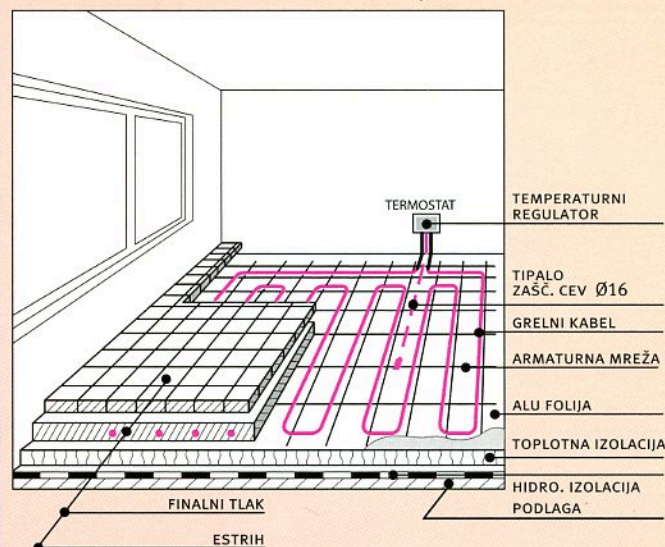 TERMOSTAT
TEMPERATURNI
REGULATOR
TIPALO
ZAŠČ. CEV Ø16
GRELNI KABEL
ARMATURNA MREŽA
ALU FOLIJA
TOPLOTNA IZOLACIJA
HIDRO. IZOLACIJA
PODLAGA
FINALNI TLAK
ESTRIH